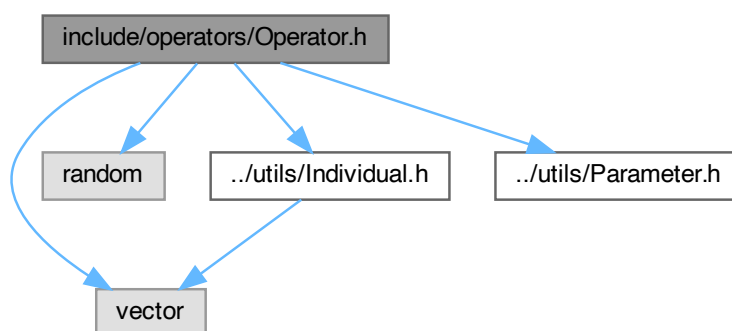 include/operators/Operator.h
random
../utils/Individual.h
../utils/Parameter.h
vector